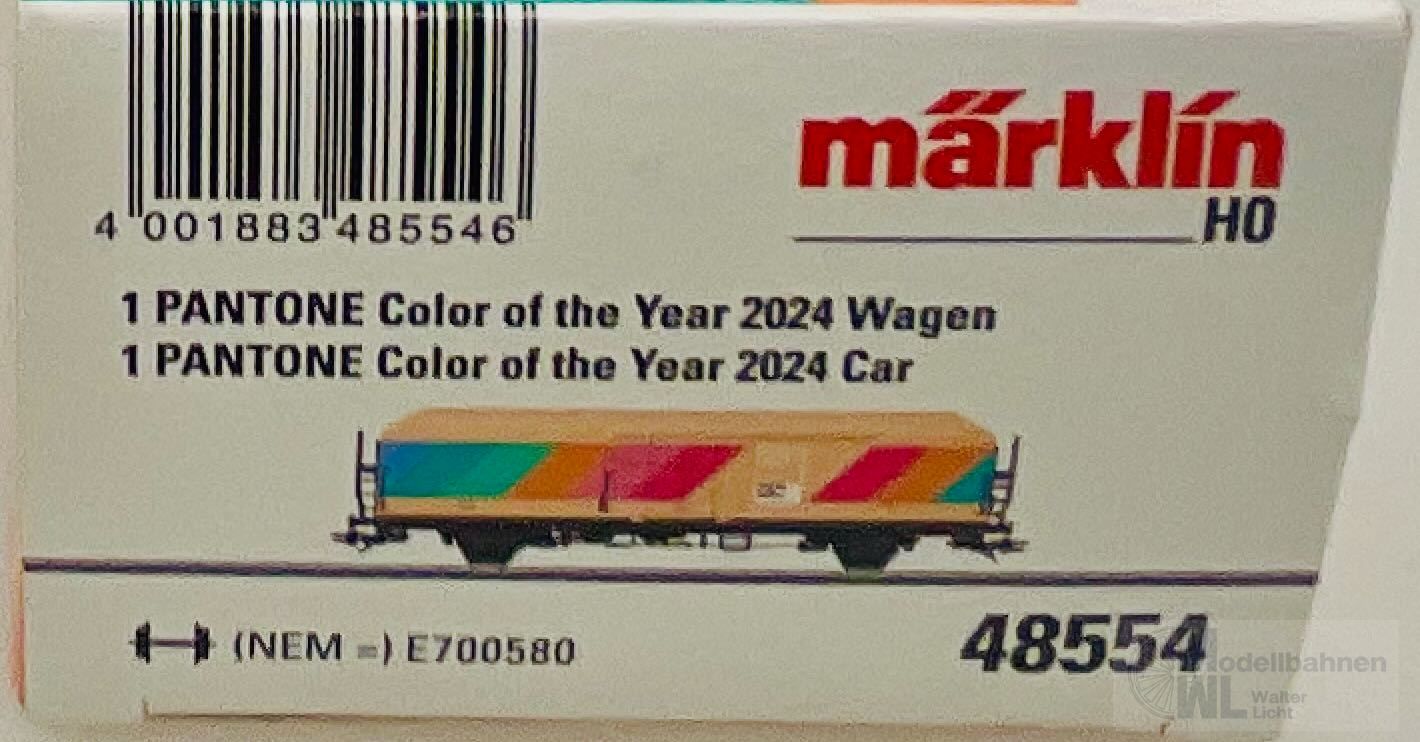 märklin
H0
4 001883 485546
1 PANTONE Color of the Year 2024 Wagen
1 PANTONE Color of the Year 2024 Car
(NEM =) E700580
48554
Modellbahnen
WL Walter
Licht